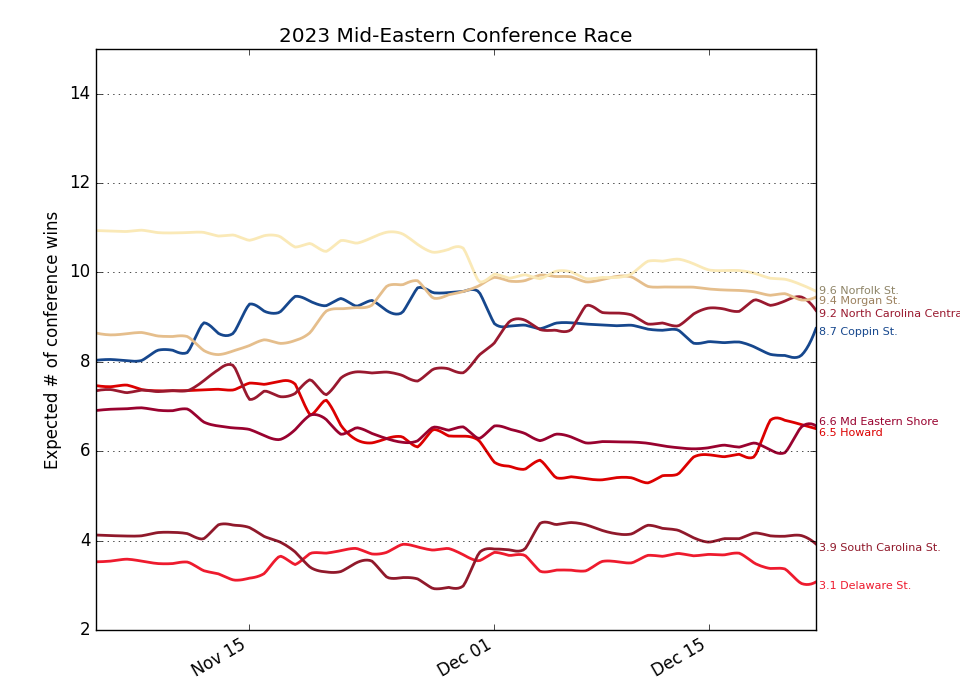 2023 Mid-Eastern Conference Race
Expected # of conference wins
14
12
10
8
6
4
2
Nov 15
Dec 01
Dec 15
9.6 Norfolk St.
9.4 Morgan St.
9.2 North Carolina Centra
8.7 Coppin St.
6.6 Md Eastern Shore
6.5 Howard
3.9 South Carolina St.
3.1 Delaware St.